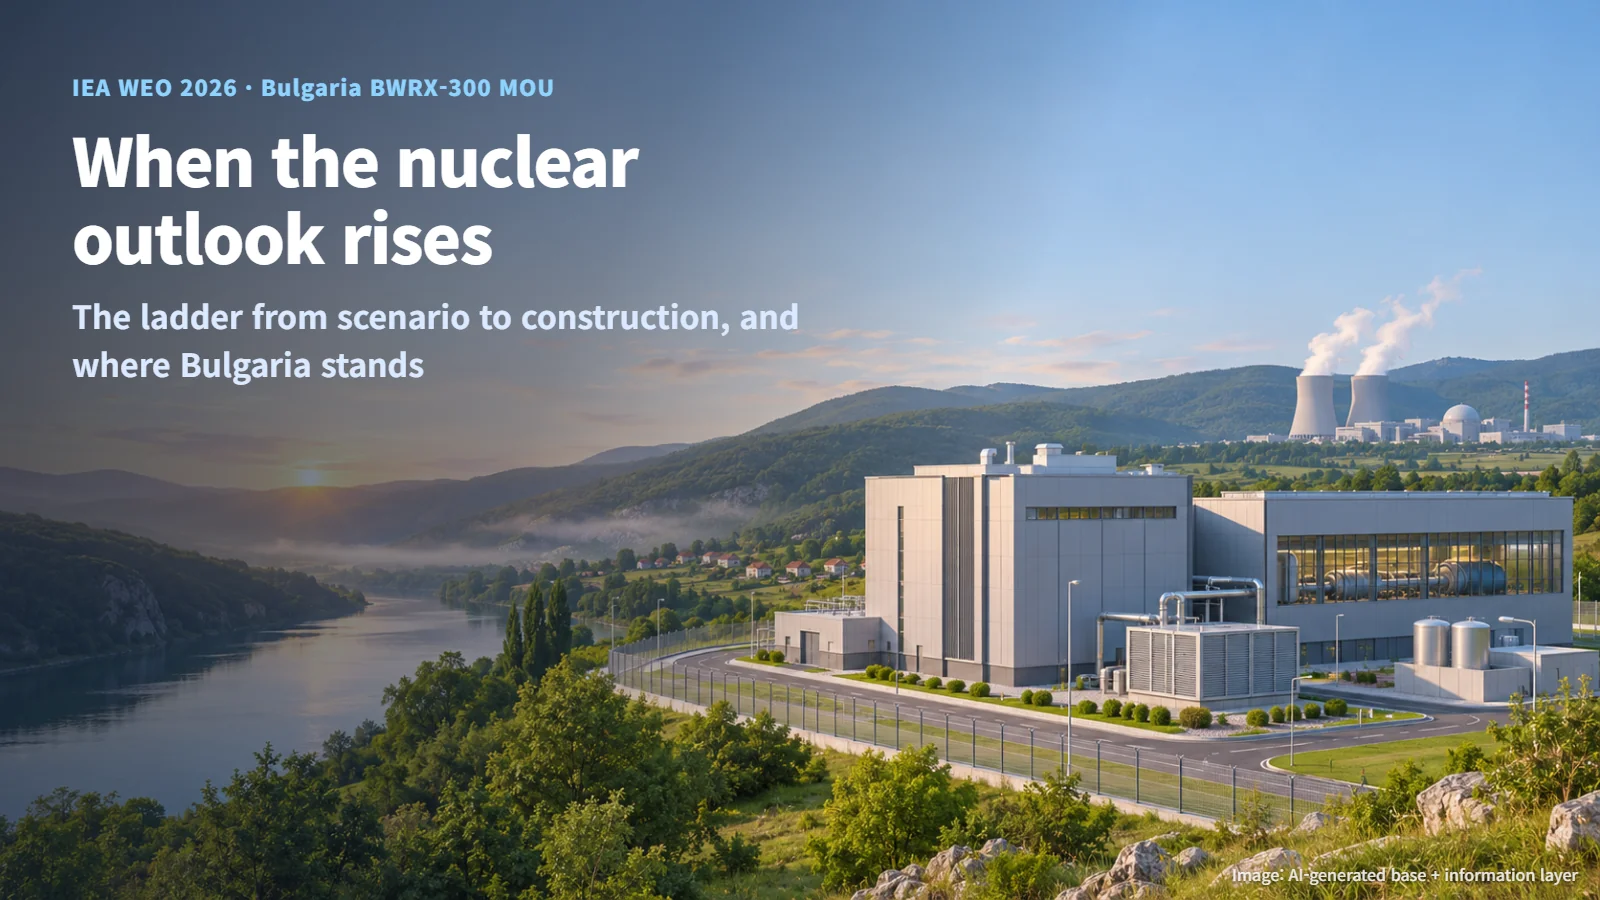 IEA WEO 2026 · Bulgaria BWRX-300 MOU
When the nuclear
outlook rises
The ladder from scenario to construction, and
where Bulgaria stands
Image: AI-generated base + information layer